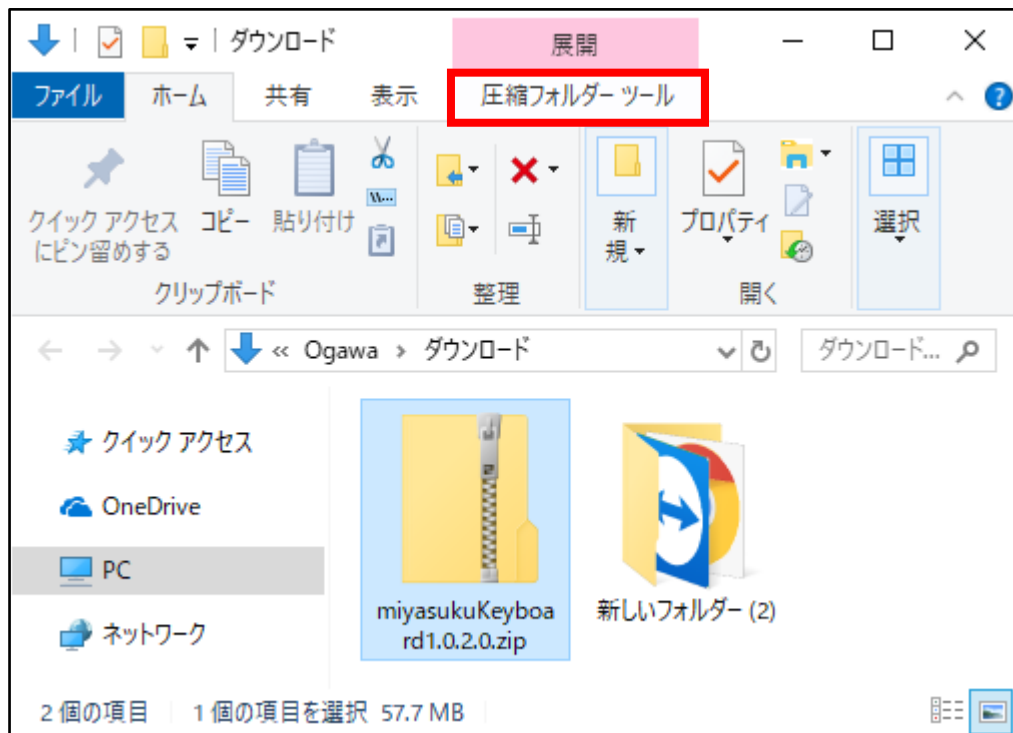 ダウンロード
展開
ファイル ホーム 共有 表示 圧縮フォルダー ツール
クイック アクセス
にピン留めする
コピー
貼り付け
新
規
プロパティ
選択
クリップボード 整理 開く
« Ogawa › ダウンロード
ダウンロード...
クイック アクセス
OneDrive
PC
ネットワーク
miyasukuKeyboa
rd1.0.2.0.zip
新しいフォルダー (2)
2 個の項目 1 個の項目を選択 57.7 MB